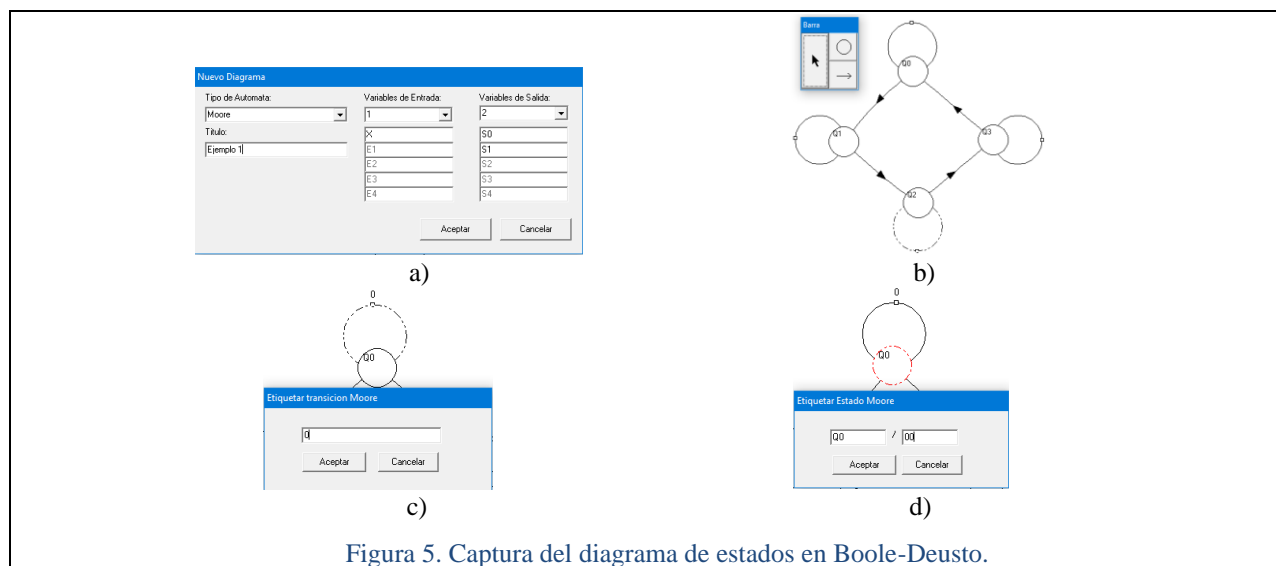 Nuevo Diagrama
Tipo de Automata:
Variables de Entrada:
Variables de Salida:
Moore
1
2
Titulo:
X
S0
Ejemplo 1
E1
S1
E2
S2
E3
S3
E4
S4
Aceptar
Cancelar
a)
Barra
Q0
Q1
Q3
Q2
b)
0
Q0
Etiquetar transicion Moore
0
Aceptar
Cancelar
c)
0
Q0
Etiquetar Estado Moore
Q0 / 00
Aceptar
Cancelar
d)
Figura 5. Captura del diagrama de estados en Boole-Deusto.